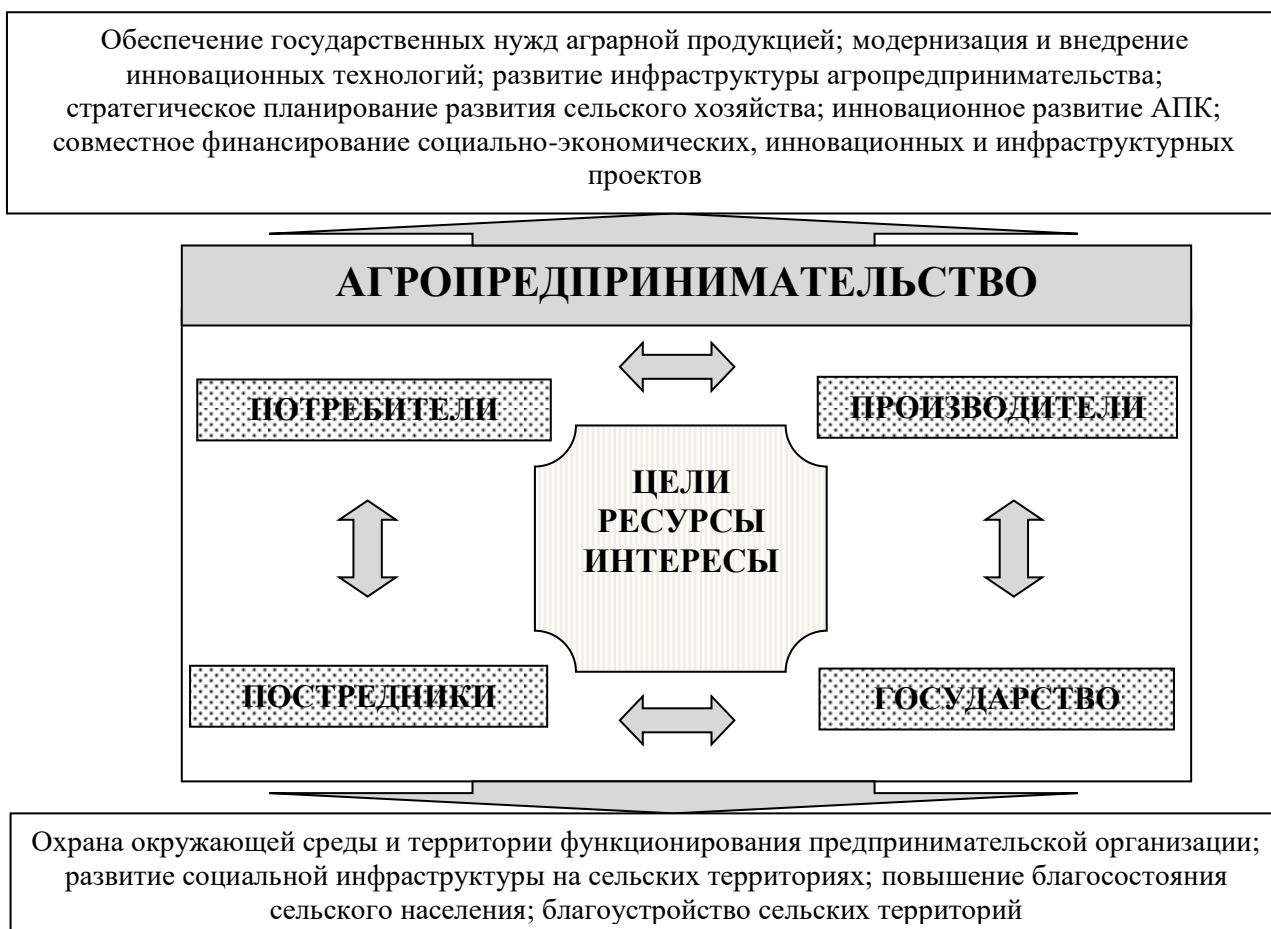 Обеспечение государственных нужд аграрной продукцией; модернизация и внедрение
инновационных технологий; развитие инфраструктуры агропредпринимательства;
стратегическое планирование развития сельского хозяйства; инновационное развитие АПК;
совместное финансирование социально-экономических, инновационных и инфраструктурных
проектов
АГРОПРЕДПРИНИМАТЕЛЬСТВО
ПОТРЕБИТЕЛИ
ПРОИЗВОДИТЕЛИ
ЦЕЛИ
РЕСУРСЫ
ИНТЕРЕСЫ
ПОСТРЕДНИКИ
ГОСУДАРСТВО
Охрана окружающей среды и территории функционирования предпринимательской организации;
развитие социальной инфраструктуры на сельских территориях; повышение благосостояния
сельского населения; благоустройство сельских территорий